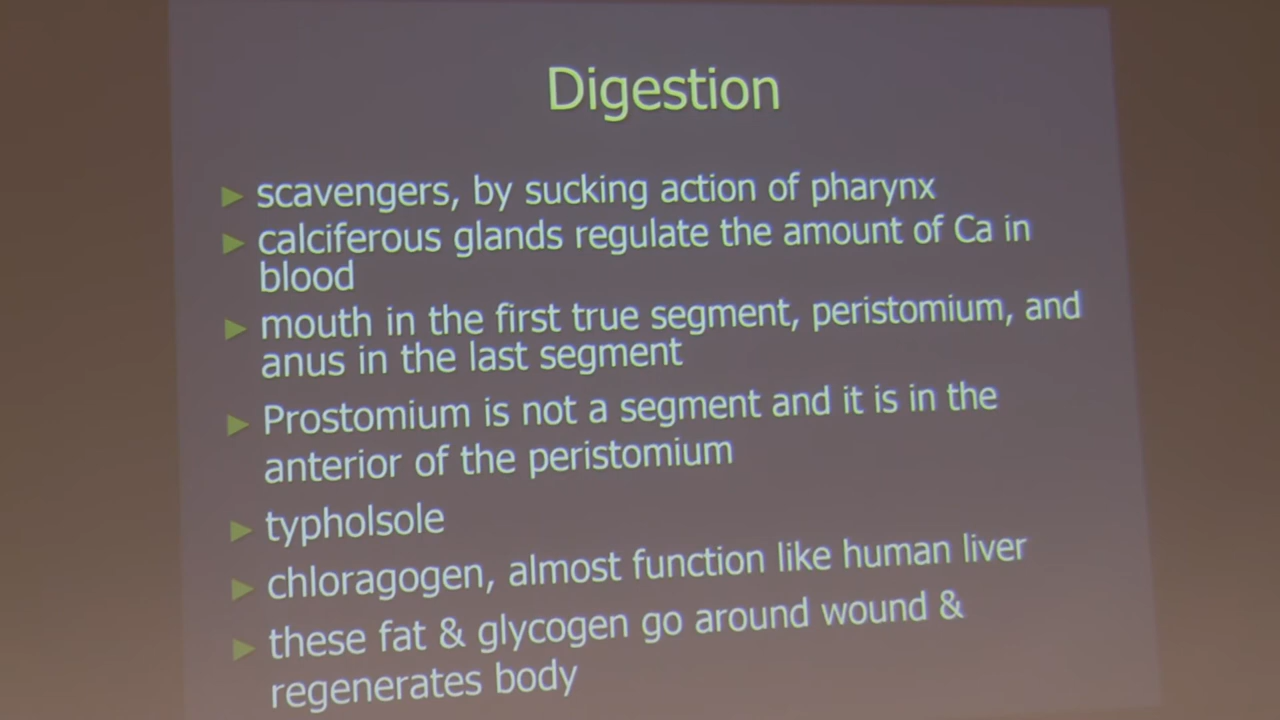 Digestion
scavengers, by sucking action of pharynx
calciferous glands regulate the amount of Ca in
blood
mouth in the first true segment, peristomium, and
anus in the last segment
Prostomium is not a segment and it is in the
anterior of the peristomium
typholsole
chloragogen, almost function like human liver
these fat & glycogen go around wound &
regenerates body